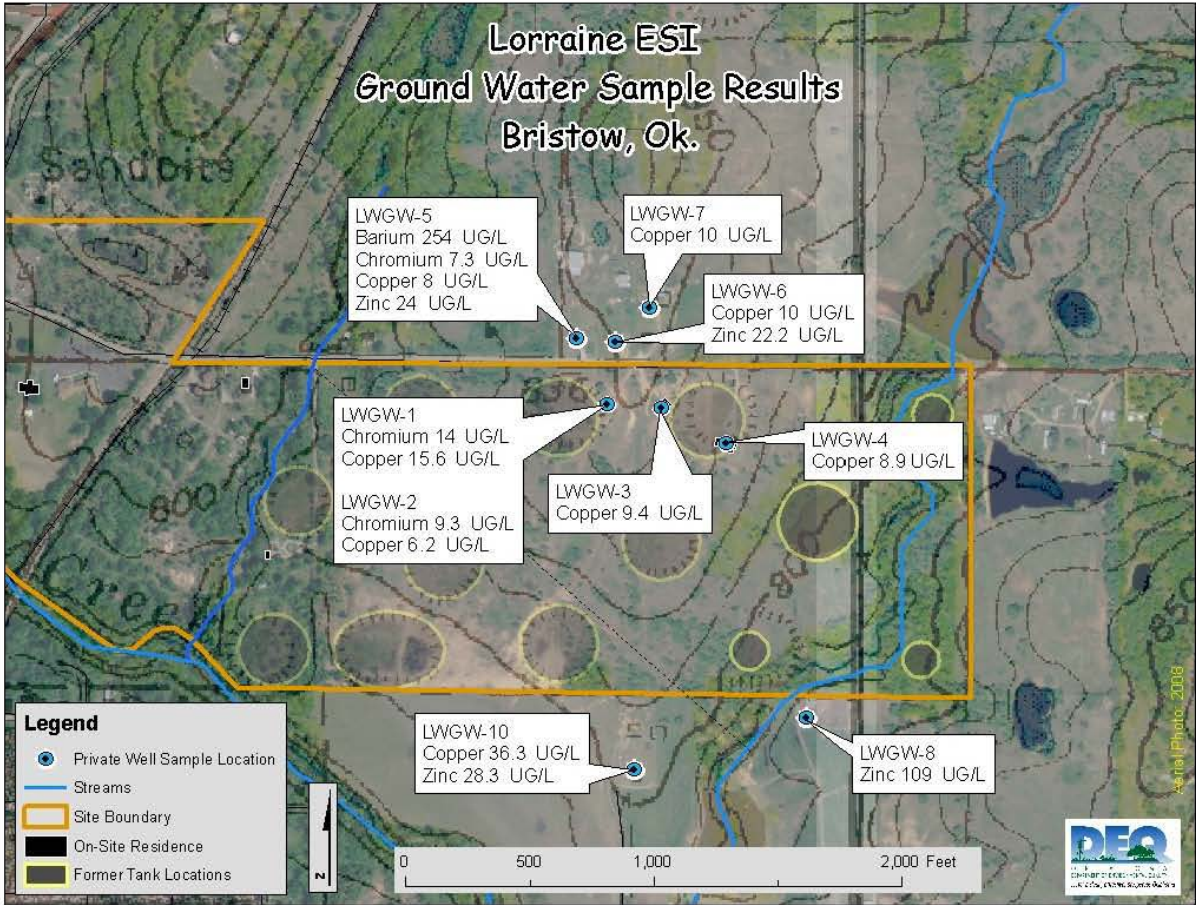 Lorraine ESI
Ground Water Sample Results
Bristow, Ok.
Sandpits
LWGW-5
Barium 254 UG/L
Chromium 7.3 UG/L
Copper 8 UG/L
Zinc 24 UG/L
LWGW-7
Copper 10 UG/L
LWGW-6
Copper 10 UG/L
Zinc 22.2 UG/L
LWGW-1
Chromium 14 UG/L
Copper 15.6 UG/L
LWGW-2
Chromium 9.3 UG/L
Copper 6.2 UG/L
LWGW-3
Copper 9.4 UG/L
LWGW-4
Copper 8.9 UG/L
800
800
Creek
850
LWGW-10
Copper 36.3 UG/L
Zinc 28.3 UG/L
LWGW-8
Zinc 109 UG/L
Aerial Photo: 2008
Legend
Private Well Sample Location
Streams
Site Boundary
On-Site Residence
Former Tank Locations
N
0 500 1,000 2,000 Feet
DEQ